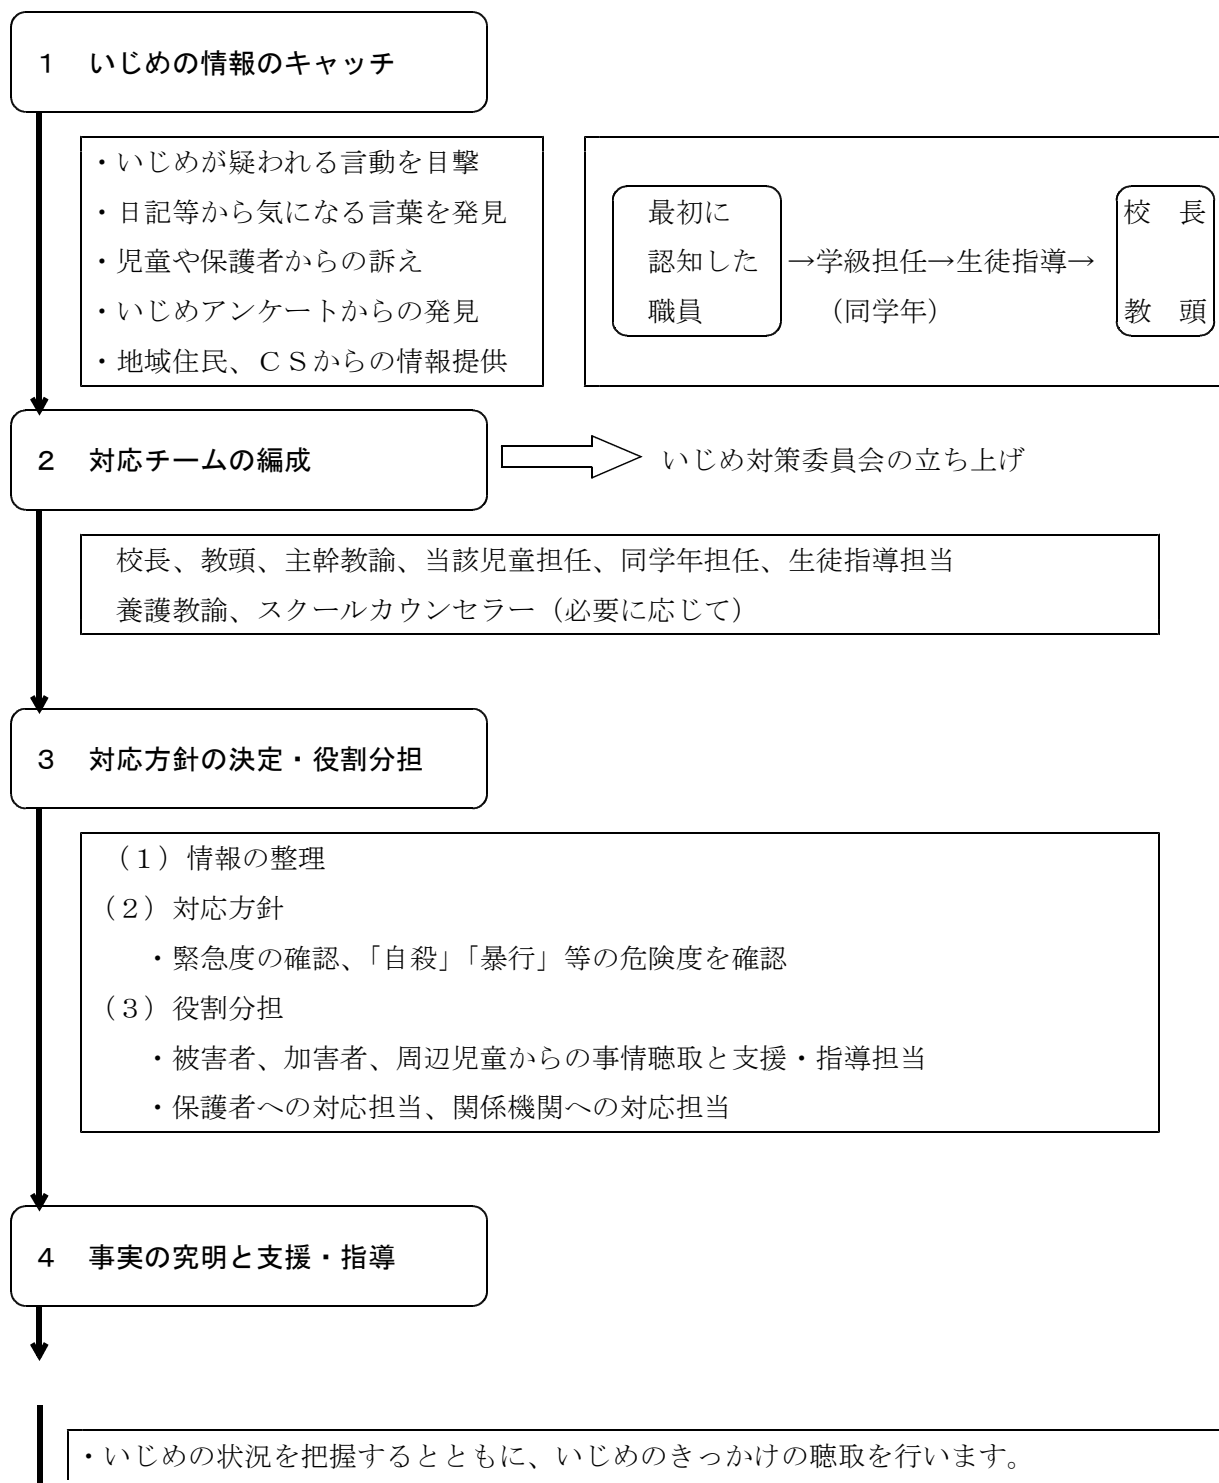 １　いじめの情報のキャッチ
・いじめが疑われる言動を目撃
・日記等から気になる言葉を発見
・児童や保護者からの訴え
・いじめアンケートからの発見
・地域住民、ＣＳからの情報提供
最初に
認知した
職員
→学級担任→生徒指導→
（同学年）
校　長
教　頭
２　対応チームの編成
いじめ対策委員会の立ち上げ
校長、教頭、主幹教諭、当該児童担任、同学年担任、生徒指導担当
養護教諭、スクールカウンセラー（必要に応じて）
３　対応方針の決定・役割分担
（１）情報の整理
（２）対応方針
・緊急度の確認、「自殺」「暴行」等の危険度を確認
（３）役割分担
・被害者、加害者、周辺児童からの事情聴取と支援・指導担当
・保護者への対応担当、関係機関への対応担当
４　事実の究明と支援・指導
・いじめの状況を把握するとともに、いじめのきっかけの聴取を行います。